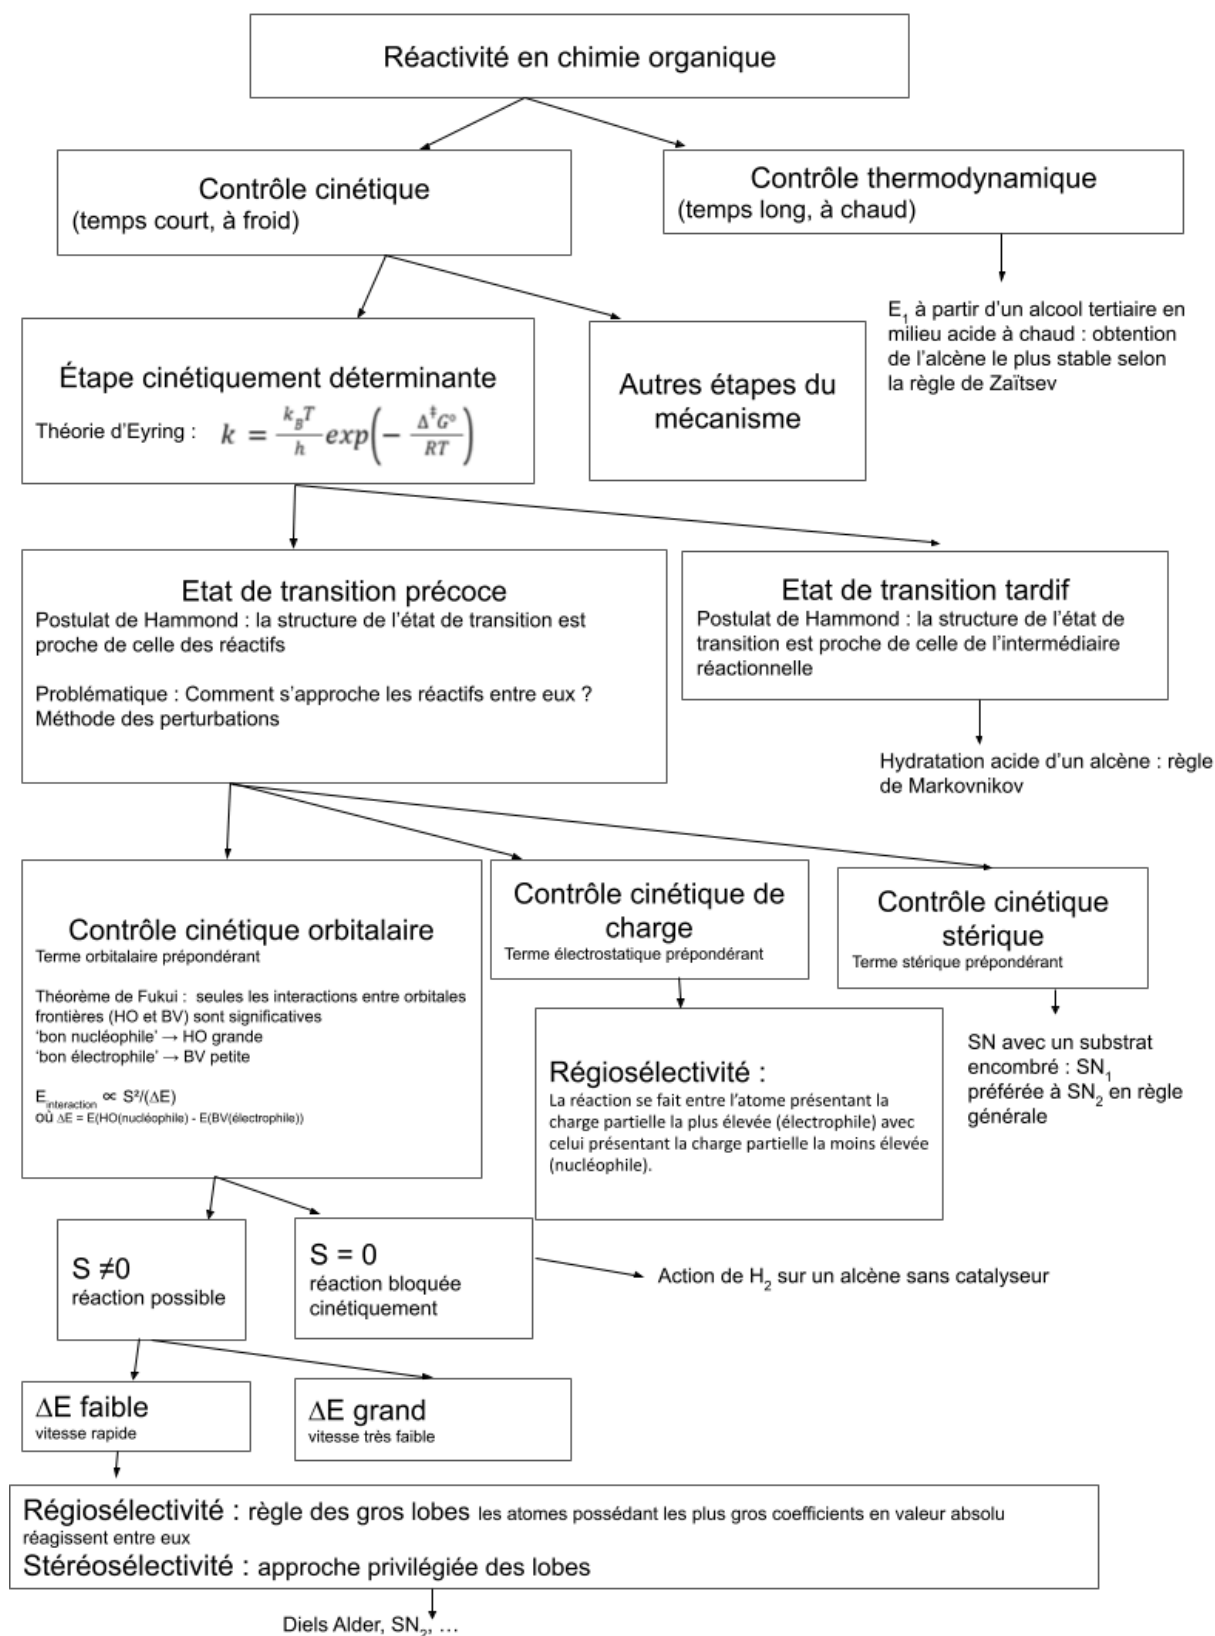 Réactivité en chimie organique
Contrôle cinétique
(temps court, à froid)
Contrôle thermodynamique
(temps long, à chaud)
E₁ à partir d'un alcool tertiaire en
milieu acide à chaud : obtention
de l'alcène le plus stable selon
la règle de Zaïtsev
Étape cinétiquement déterminante
Théorie d'Eyring : k = k_B T / h exp(− Δ‡G° / RT)
Autres étapes du
mécanisme
Etat de transition précoce
Postulat de Hammond : la structure de l'état de transition est
proche de celle des réactifs
Problématique : Comment s'approche les réactifs entre eux ?
Méthode des perturbations
Etat de transition tardif
Postulat de Hammond : la structure de l'état de
transition est proche de celle de l'intermédiaire
réactionnelle
Hydratation acide d'un alcène : règle
de Markovnikov
Contrôle cinétique orbitalaire
Terme orbitalaire prépondérant
Théorème de Fukui : seules les interactions entre orbitales
frontières (HO et BV) sont significatives
'bon nucléophile' → HO grande
'bon électrophile' → BV petite
E_interaction ∝ S²/(ΔE)
où ΔE = E(HO(nucléophile) - E(BV(électrophile))
Contrôle cinétique de
charge
Terme électrostatique prépondérant
Contrôle cinétique
stérique
Terme stérique prépondérant
Régiosélectivité :
La réaction se fait entre l'atome présentant la
charge partielle la plus élevée (électrophile) avec
celui présentant la charge partielle la moins élevée
(nucléophile).
SN avec un substrat
encombré : SN₁
préférée à SN₂ en règle
générale
S ≠0
réaction possible
S = 0
réaction bloquée
cinétiquement
Action de H₂ sur un alcène sans catalyseur
ΔE faible
vitesse rapide
ΔE grand
vitesse très faible
Régiosélectivité : règle des gros lobes les atomes possédant les plus gros coefficients en valeur absolu
réagissent entre eux
Stéréosélectivité : approche privilégiée des lobes
Diels Alder, SN₂, …